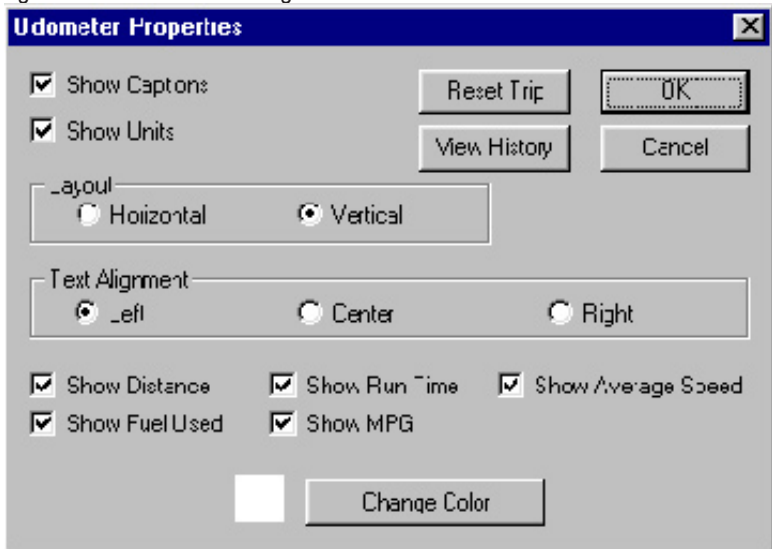 Udometer Properties
Show Captons
Reset Trip
OK
Show Units
View History
Cancel
Layout
Horizontal
Vertical
Text Alignment
Left
Center
Right
Show Distance
Show Run Time
Show Average Speed
Show Fuel Used
Show MPG
Change Color